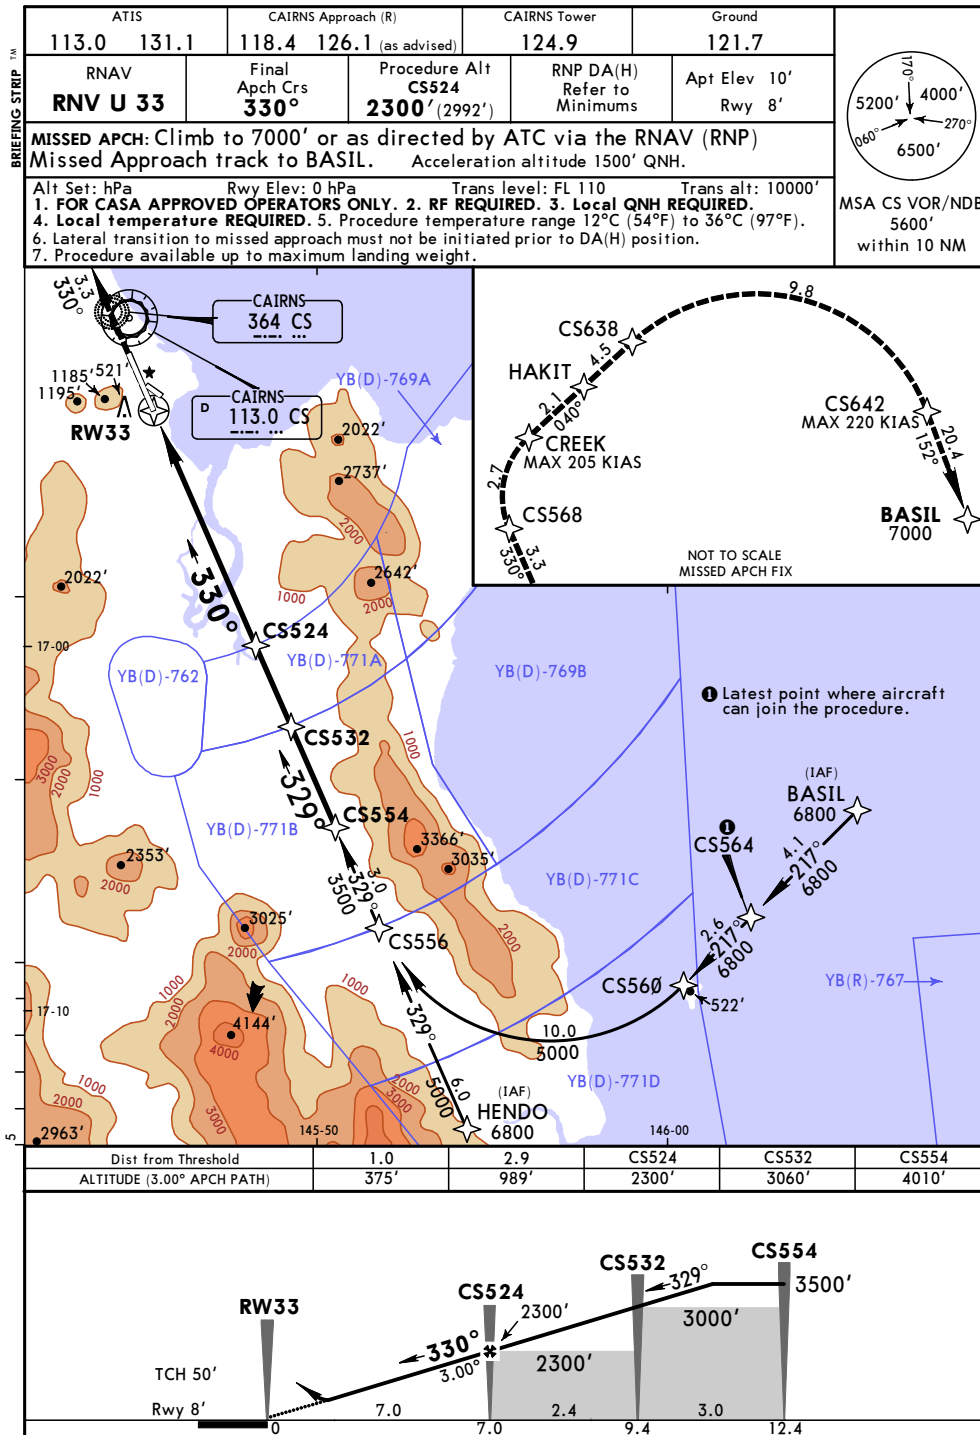 BRIEFING STRIP TM
ATIS
113.0 131.1
CAIRNS Approach (R)
118.4 126.1 (as advised)
CAIRNS Tower
124.9
Ground
121.7
RNAV
RNV U 33
Final
Apch Crs
330°
Procedure Alt
CS524
2300' (2992')
RNP DA(H)
Refer to
Minimums
Apt Elev 10'
Rwy 8'
MISSED APCH: Climb to 7000' or as directed by ATC via the RNAV (RNP)
Missed Approach track to BASIL. Acceleration altitude 1500' QNH.
Alt Set: hPa Rwy Elev: 0 hPa Trans level: FL 110 Trans alt: 10000'
1. FOR CASA APPROVED OPERATORS ONLY. 2. RF REQUIRED. 3. Local QNH REQUIRED.
4. Local temperature REQUIRED. 5. Procedure temperature range 12°C (54°F) to 36°C (97°F).
6. Lateral transition to missed approach must not be initiated prior to DA(H) position.
7. Procedure available up to maximum landing weight.
170°
5200'
4000'
060°
270°
6500'
MSA CS VOR/NDB
5600'
within 10 NM
3.3
330°
CAIRNS
364 CS
D
CAIRNS
113.0 CS
1185'
521'
1195'
RW33
YB(D)-769A
2022'
2737'
2000
2642'
1000
2000
2022'
330°
17-00
CS524
YB(D)-762
YB(D)-771A
YB(D)-769B
CS532
1000
3000
2000
1000
329°
CS554
YB(D)-771B
3366'
3035'
2353'
2000
3.0
329°
3500
YB(D)-771C
3025'
2000
CS556
2000
1000
2000
1000
17-10
4144'
4000
3000
329°
5000
6.0
10.0
5000
YB(D)-771D
2000
3000
1000
2000
2963'
5
145-50
(IAF)
HENDO
6800
146-00
CS560
522'
YB(R)-767
2.6
217°
6800
CS564
1
4.1
217°
6800
(IAF)
BASIL
6800
1 Latest point where aircraft
can join the procedure.
9.8
CS638
4.5
HAKIT
2.1
040°
CREEK
MAX 205 KIAS
2.7
CS568
3.3
330°
CS642
MAX 220 KIAS
20.4
152°
BASIL
7000
NOT TO SCALE
MISSED APCH FIX
Dist from Threshold 1.0 2.9 CS524 CS532 CS554
ALTITUDE (3.00° APCH PATH) 375' 989' 2300' 3060' 4010'
RW33
CS524
CS532
CS554
2300'
329°
3500'
3000'
330°
3.00°
2300'
TCH 50'
Rwy 8'
7.0 2.4 3.0
0 7.0 9.4 12.4